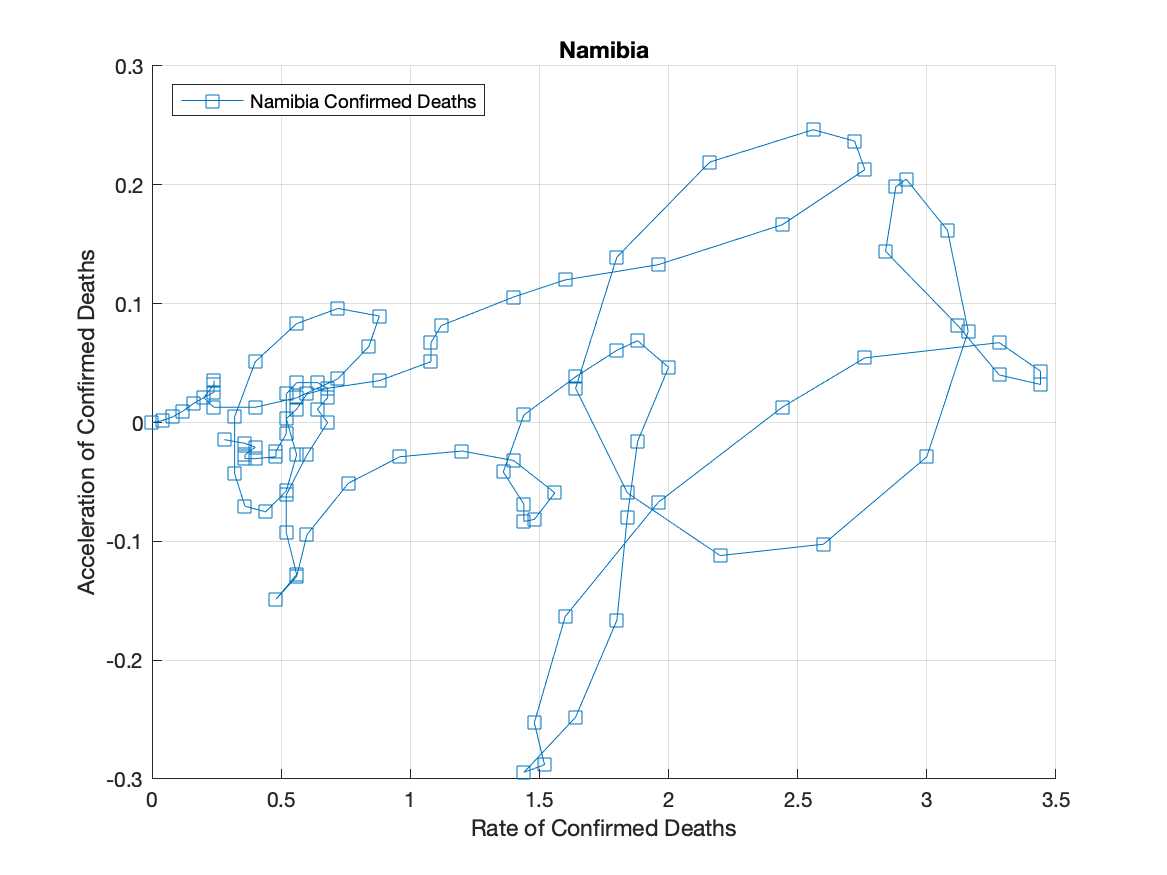 Namibia
Namibia Confirmed Deaths
0.3
0.2
0.1
0
-0.1
-0.2
-0.3
Acceleration of Confirmed Deaths
0 0.5 1 1.5 2 2.5 3 3.5
Rate of Confirmed Deaths